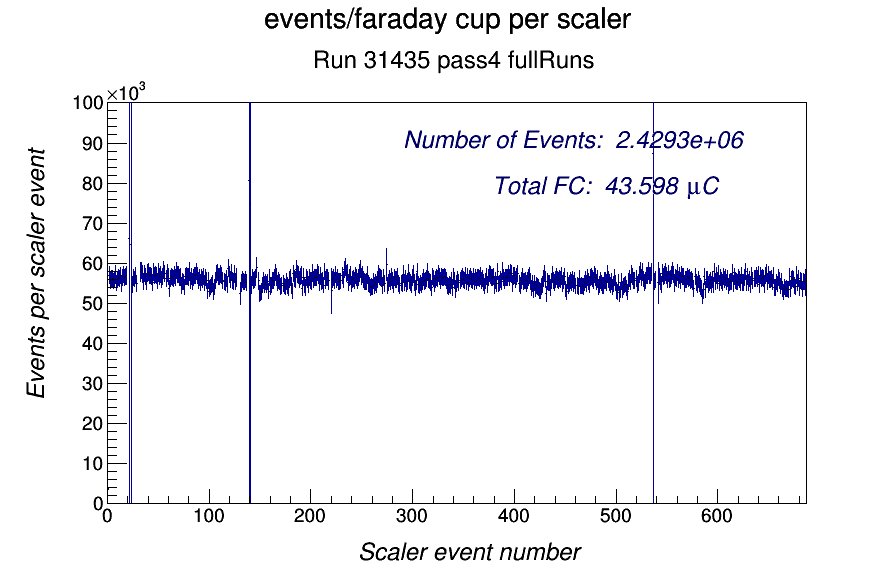 events/faraday cup per scaler
Run 31435 pass4 fullRuns
×10³
100
90
80
70
60
50
40
30
20
10
0
Number of Events: 2.4293e+06
Total FC: 43.598 μC
Events per scaler event
0 100 200 300 400 500 600
Scaler event number